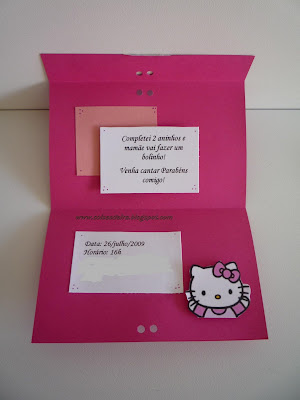 Completei 2 aninhos e
mamãe vai fazer um
bolinho!
Venha cantar Parabéns
comigo!
Data: 26/julho/2009
Horário: 16h